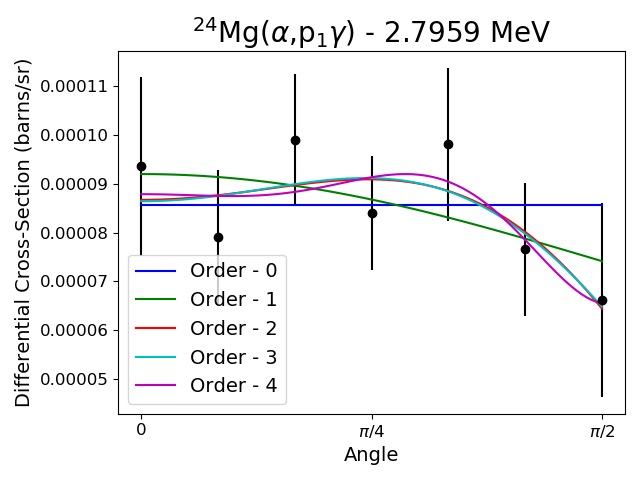 ²⁴Mg(α,p₁γ) - 2.7959 MeV
Differential Cross-Section (barns/sr)
0.00011
0.00010
0.00009
0.00008
0.00007
0.00006
0.00005
Order - 0
Order - 1
Order - 2
Order - 3
Order - 4
0 π/4 π/2
Angle